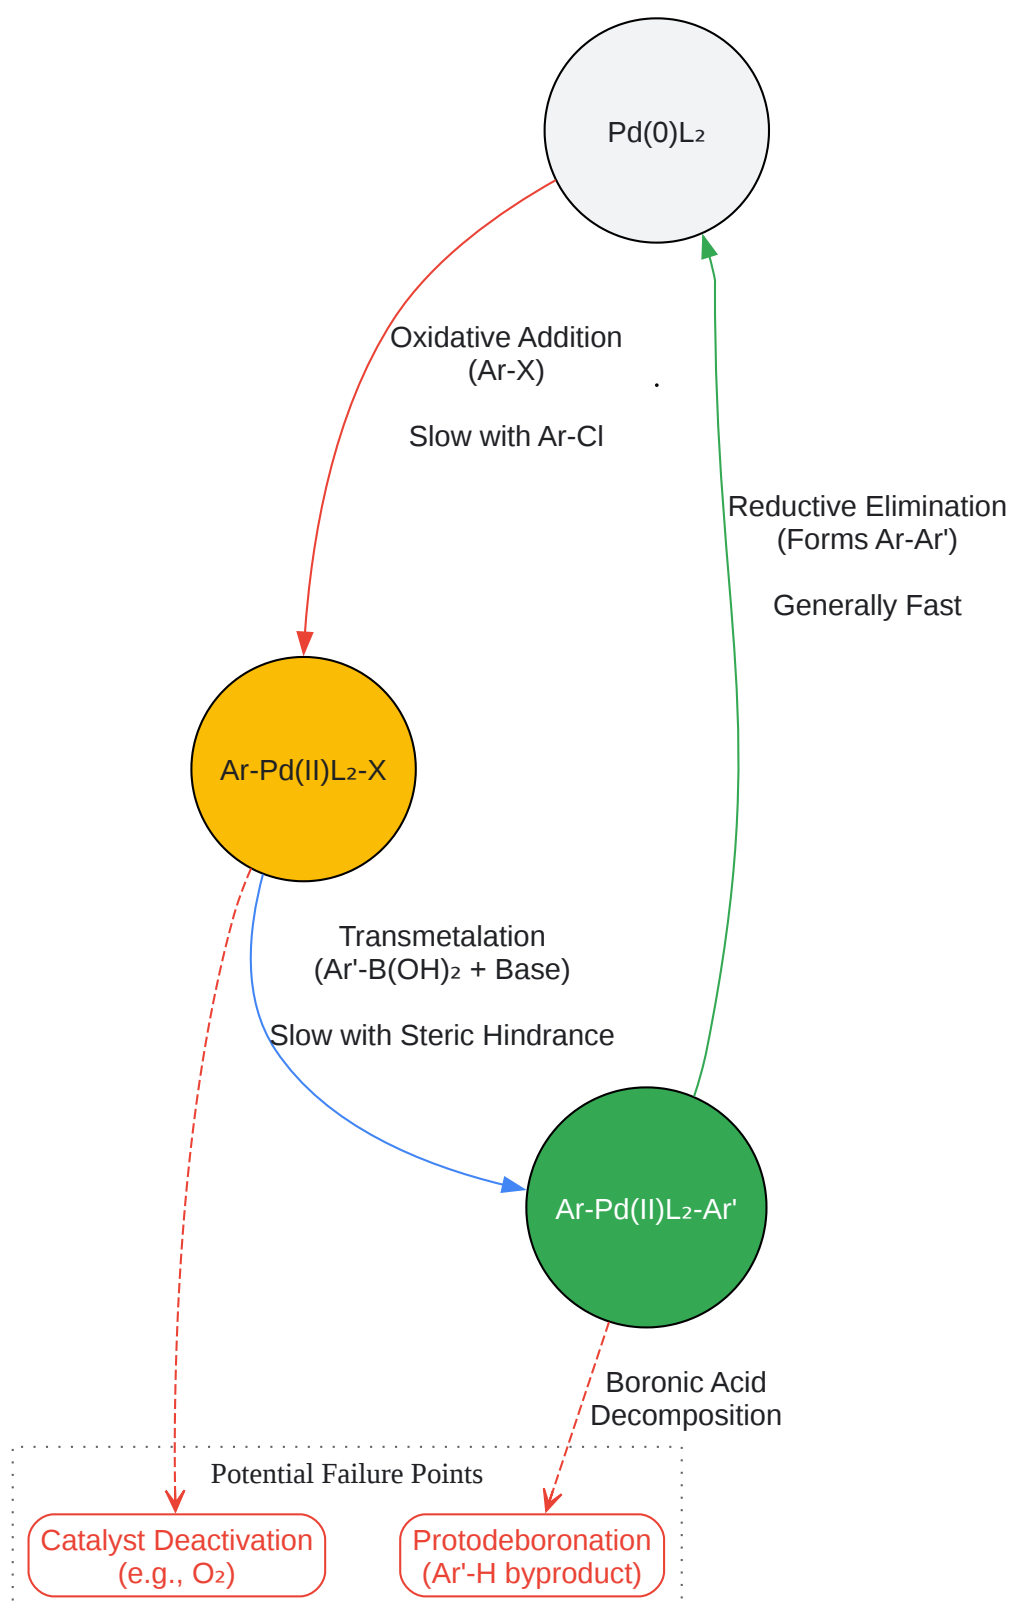 Pd(0)L₂
Oxidative Addition
(Ar-X)
Slow with Ar-Cl
.
Reductive Elimination
(Forms Ar-Ar')
Generally Fast
Ar-Pd(II)L₂-X
Transmetalation
(Ar'-B(OH)₂ + Base)
Slow with Steric Hindrance
Ar-Pd(II)L₂-Ar'
Boronic Acid
Decomposition
Potential Failure Points
Catalyst Deactivation
(e.g., O₂)
Protodeboronation
(Ar'-H byproduct)